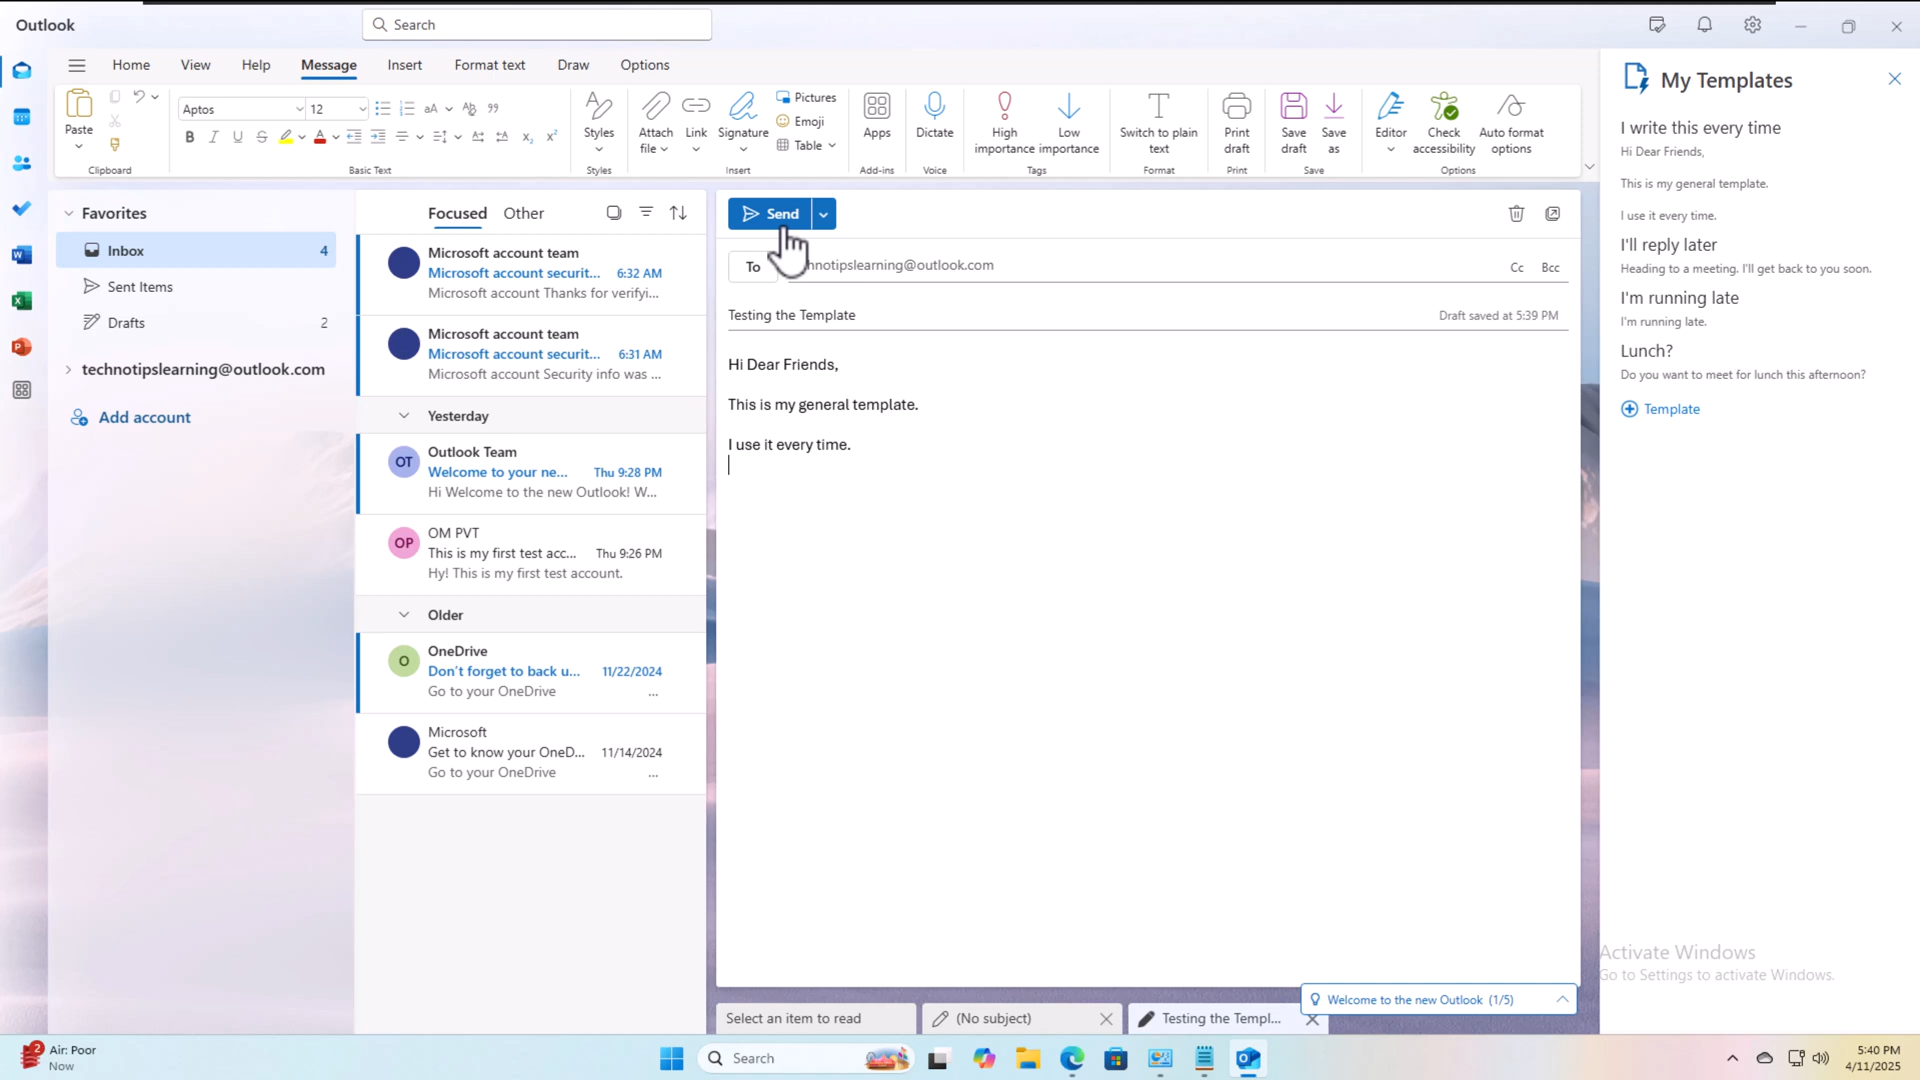 Outlook
Search
Home View Help Message Insert Format text Draw Options
Paste
Clipboard
Aptos 12
Basic Text
Styles
Styles
Attach file
Link
Signature
Pictures
Emoji
Table
Insert
Apps
Add-ins
Dictate
Voice
High importance
Low importance
Tags
Switch to plain text
Format
Print draft
Print
Save draft
Save as
Save
Editor
Check accessibility
Auto format options
Options
Favorites
Inbox 4
Sent Items
Drafts 2
technotipslearning@outlook.com
Add account
Focused Other
Microsoft account team
Microsoft account securit... 6:32 AM
Microsoft account Thanks for verifyi...
Microsoft account team
Microsoft account securit... 6:31 AM
Microsoft account Security info was ...
Yesterday
OT
Outlook Team
Welcome to your ne... Thu 9:28 PM
Hi Welcome to the new Outlook! W...
OP
OM PVT
This is my first test acc... Thu 9:26 PM
Hy! This is my first test account.
Older
O
OneDrive
Don't forget to back u... 11/22/2024
Go to your OneDrive ...
Microsoft
Get to know your OneD... 11/14/2024
Go to your OneDrive ...
Send
To hnotipslearning@outlook.com Cc Bcc
Testing the Template Draft saved at 5:39 PM
Hi Dear Friends,
This is my general template.
I use it every time.
Select an item to read
(No subject)
Testing the Templ...
Welcome to the new Outlook (1/5)
My Templates
I write this every time
Hi Dear Friends,
This is my general template.
I use it every time.
I'll reply later
Heading to a meeting. I'll get back to you soon.
I'm running late
I'm running late.
Lunch?
Do you want to meet for lunch this afternoon?
Template
Activate Windows
Go to Settings to activate Windows.
2
Air: Poor
Now
Search
5:40 PM
4/11/2025